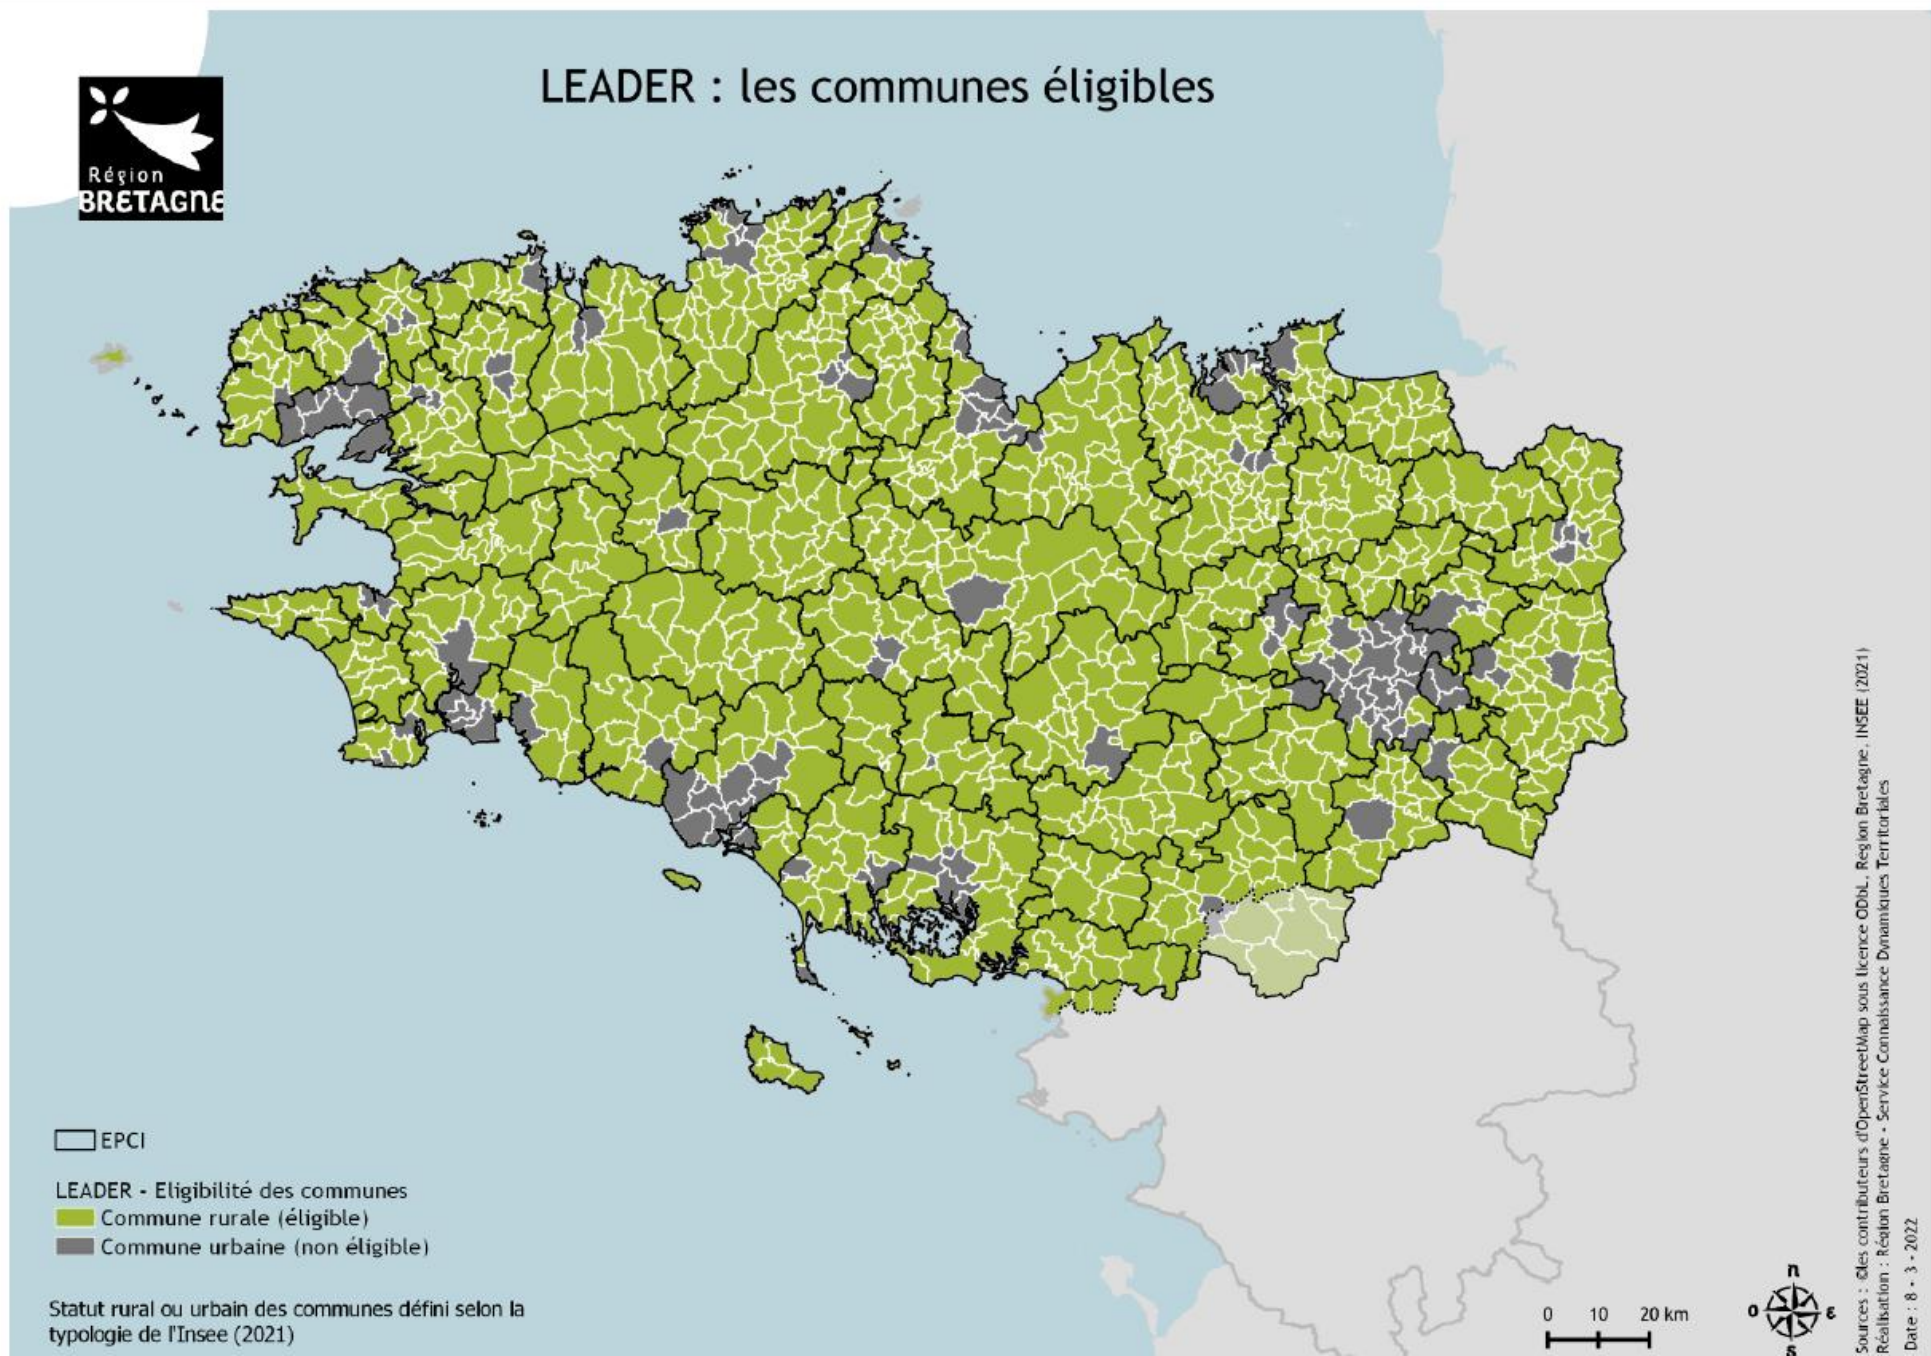 LEADER : les communes éligibles
Région
BRETAGNE
EPCI
LEADER - Eligibilité des communes
Commune rurale (éligible)
Commune urbaine (non éligible)
Statut rural ou urbain des communes défini selon la
typologie de l'Insee (2021)
0 10 20 km
n
o
e
s
Sources : ©les contributeurs d'OpenStreetMap sous licence ODbL, Région Bretagne, INSEE (2021)
Réalisation : Région Bretagne - Service Connaissance Dynamiques Territoriales
Date : 8 - 3 - 2022